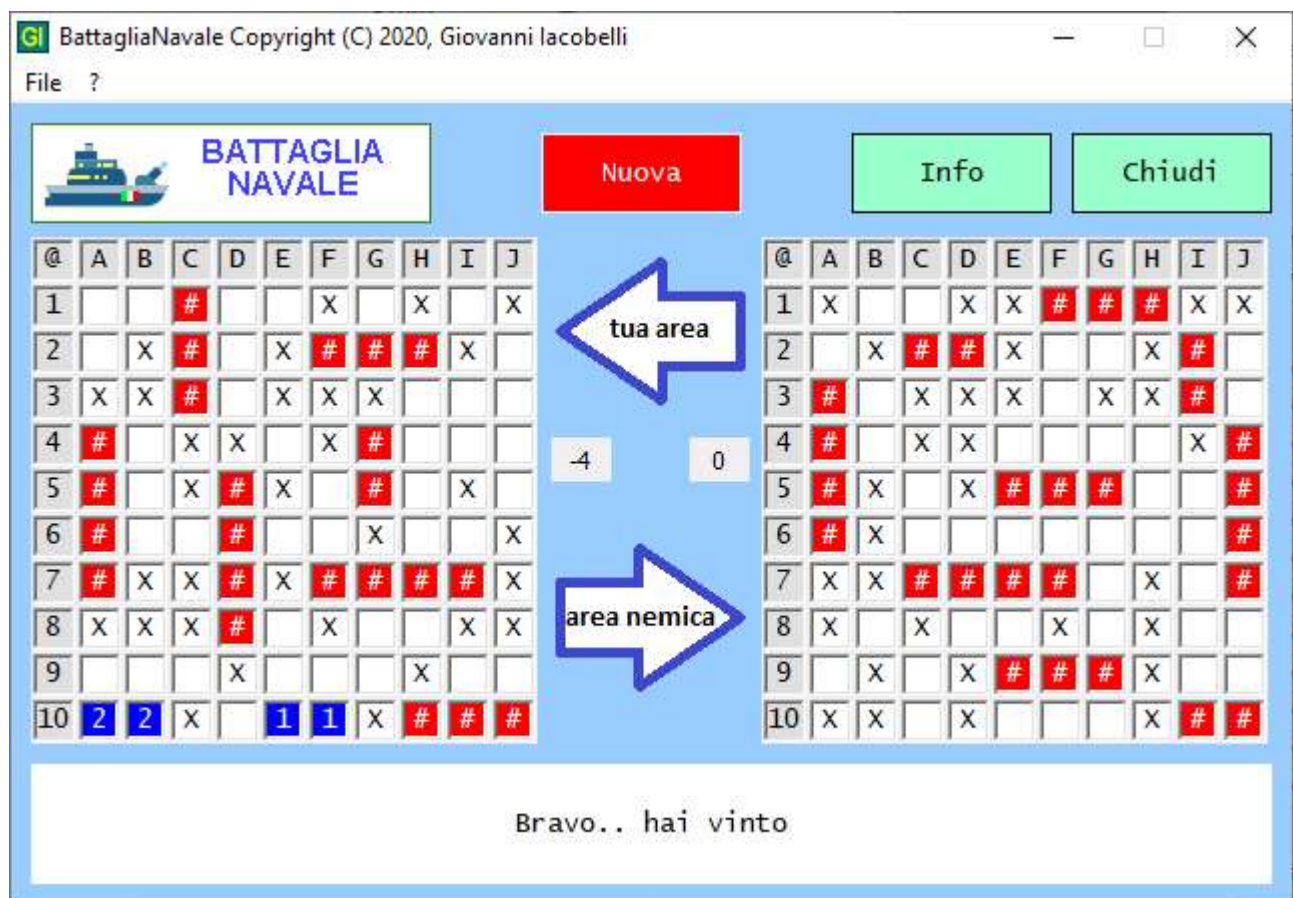 GI BattagliaNavale Copyright (C) 2020, Giovanni Iacobelli
File ?
BATTAGLIA
NAVALE
Nuova
Info
Chiudi
@ A B C D E F G H I J
1 # X X X
2 X # X # # # X
3 X X # X X X
4 # X X X #
5 # X # X # X
6 # # X X
7 # X X # X # # # # X
8 X X X # X X X
9 X X
10 2 2 X 1 1 X # # #
tua area
-4 0
area nemica
@ A B C D E F G H I J
1 X X X # # # X X
2 X # # X X #
3 # X X X X X #
4 # X X X #
5 # X X # # # #
6 # X #
7 X X # # # # X #
8 X X X X
9 X X # # # X
10 X X X X # #
Bravo.. hai vinto